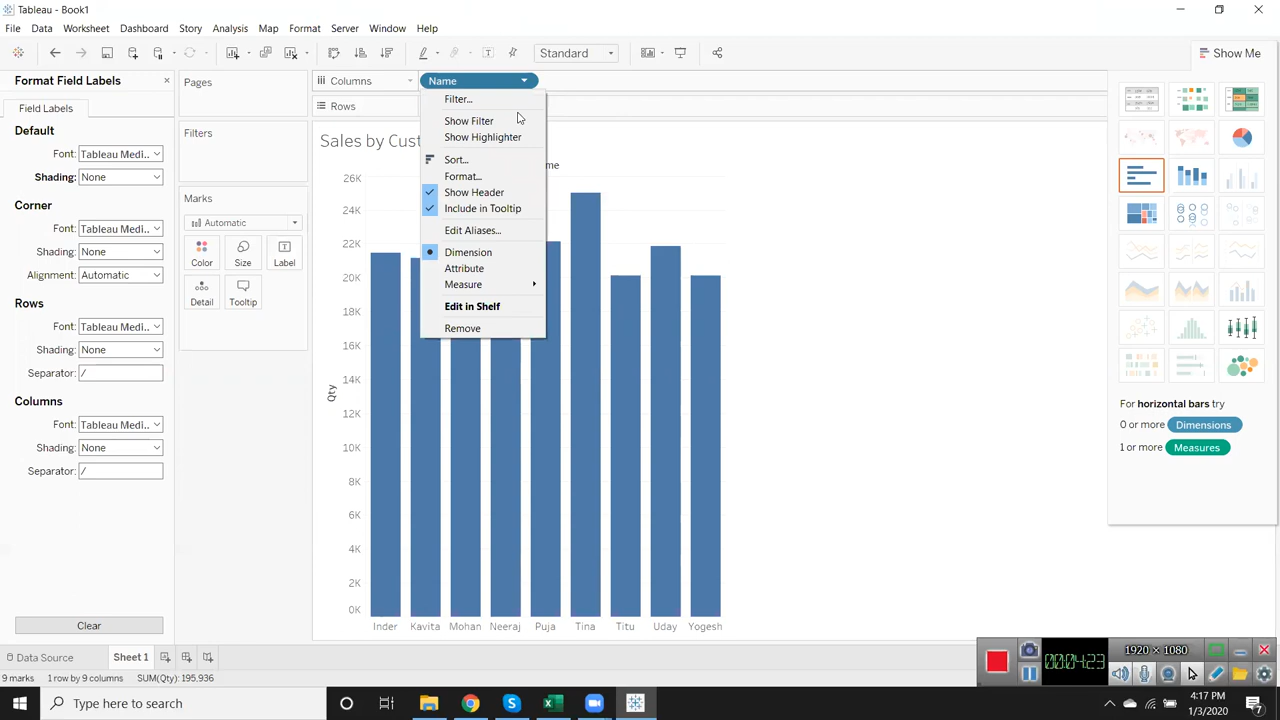 Tableau - Book1
File Data Worksheet Dashboard Story Analysis Map Format Server Window Help
Standard
Show Me
Format Field Labels
Field Labels
Default
Font: Tableau Medi..
Shading: None
Corner
Font: Tableau Medi..
Shading: None
Alignment: Automatic
Rows
Font: Tableau Medi..
Shading: None
Separator: /
Columns
Font: Tableau Medi..
Shading: None
Separator: /
Clear
Pages
Filters
Marks
Automatic
Color Size Label
Detail Tooltip
Columns Name
Rows
Sales by Cust
me
Filter...
Show Filter
Show Highlighter
Sort...
Format...
Show Header
Include in Tooltip
Edit Aliases...
Dimension
Attribute
Measure
Edit in Shelf
Remove
26K
24K
22K
20K
18K
16K
14K
12K
10K
8K
6K
4K
2K
0K
Qty
Inder Kavita Mohan Neeraj Puja Tina Titu Uday Yogesh
For horizontal bars try
0 or more Dimensions
1 or more Measures
Data Source Sheet 1
9 marks 1 row by 9 columns SUM(Qty): 195,936
1920 × 1080
00:04:23
Type here to search
4:17 PM
1/3/2020
7